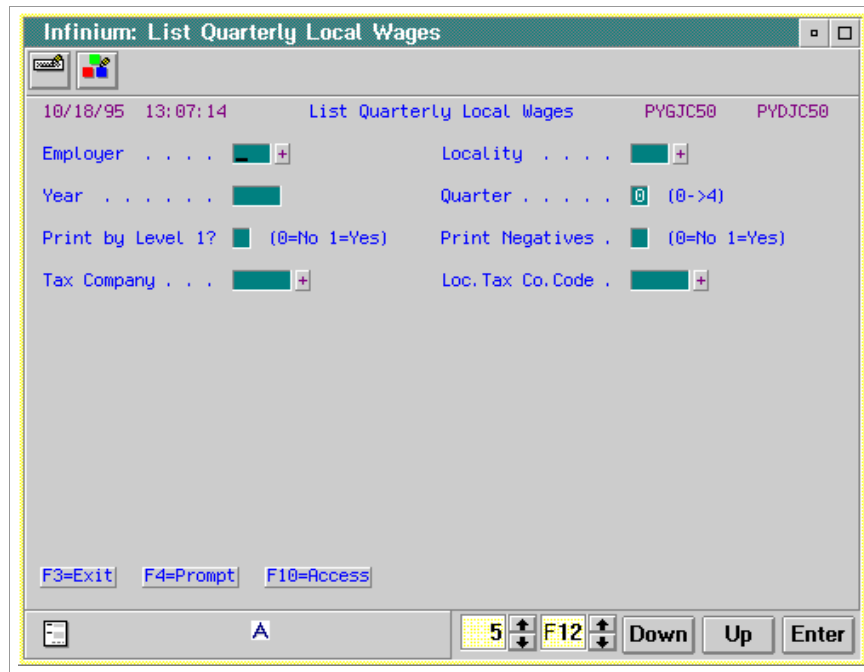 Infinium: List Quarterly Local Wages
10/18/95 13:07:14 List Quarterly Local Wages PYGJC50 PYDJC50
Employer . . . . _ + Locality . . . . +
Year . . . . . . Quarter . . . . . 0 (0->4)
Print by Level 1? (0=No 1=Yes) Print Negatives . (0=No 1=Yes)
Tax Company . . . + Loc.Tax Co.Code . +
F3=Exit F4=Prompt F10=Access
A 5 F12 Down Up Enter